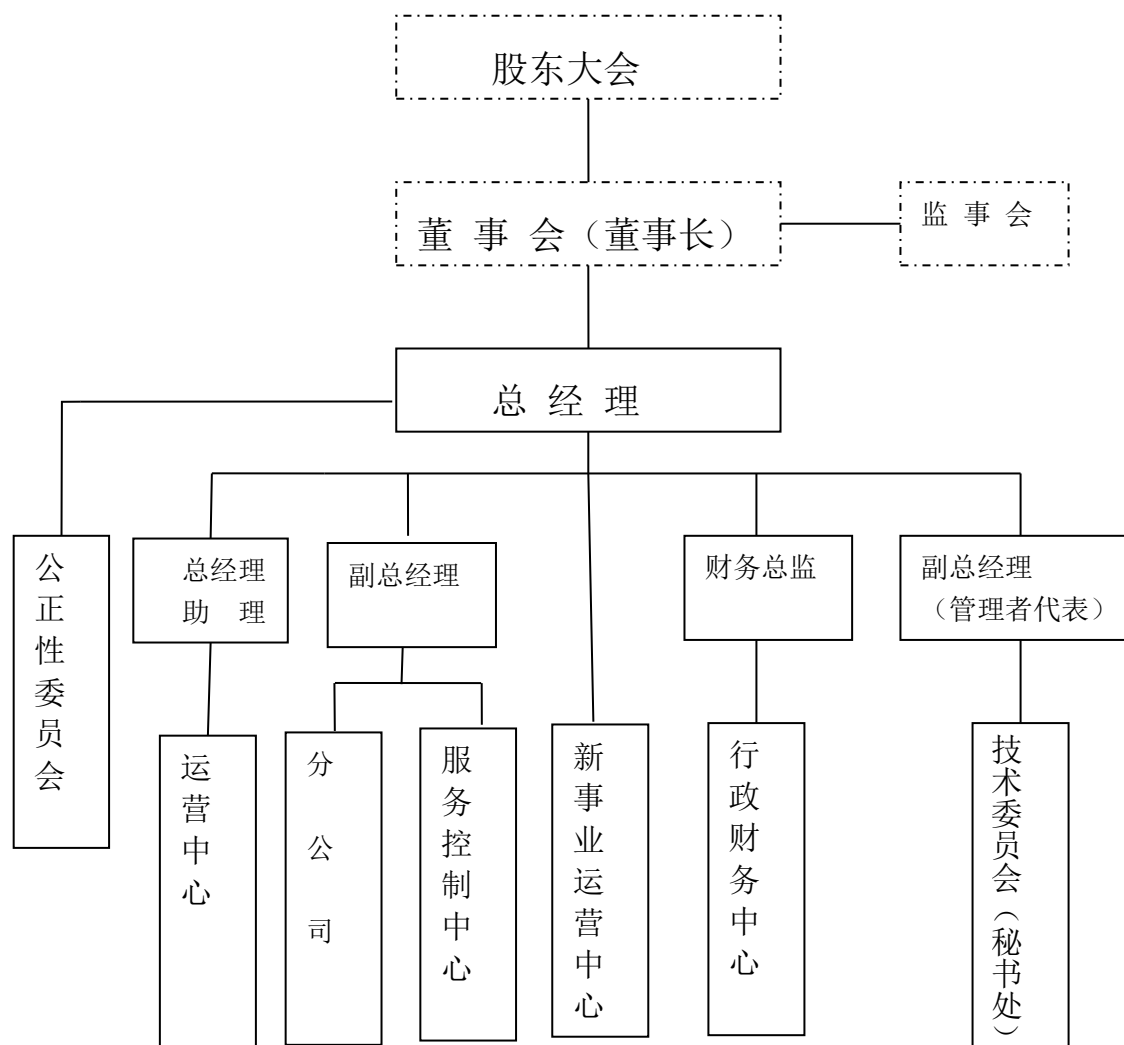 股东大会
董 事 会（董事长）
监 事 会
总 经 理
公正性委员会
总经理
助 理
副总经理
财务总监
副总经理
（管理者代表）
运营中心
分公司
服务控制中心
新事业运营中心
行政财务中心
技术委员会（秘书处）